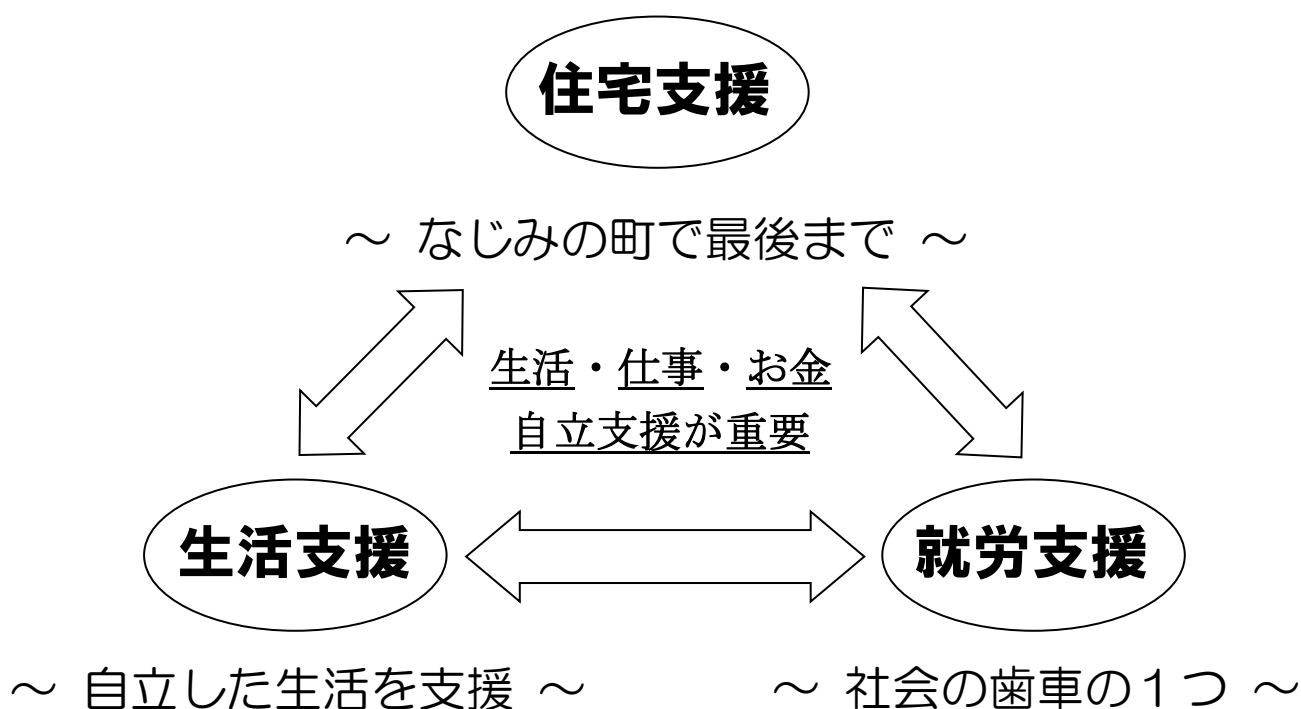 住宅支援
～ なじみの町で最後まで ～
生活・仕事・お金
自立支援が重要
生活支援
就労支援
～ 自立した生活を支援 ～
～ 社会の歯車の１つ ～